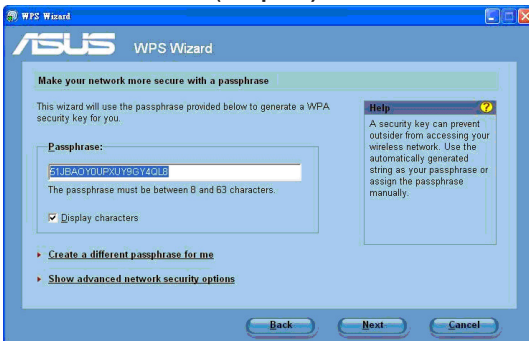 WPS Wizard
ASUS WPS Wizard
Make your network more secure with a passphrase
This wizard will use the passphrase provided below to generate a WPA
security key for you.
Passphrase:
51JBAOY0UPXUY9GY4QL8
The passphrase must be between 8 and 63 characters.
Display characters
Create a different passphrase for me
Show advanced network security options
Help
A security key can prevent
outsider from accessing your
wireless network. Use the
automatically generated
string as your passphrase or
assign the passphrase
manually.
Back Next Cancel